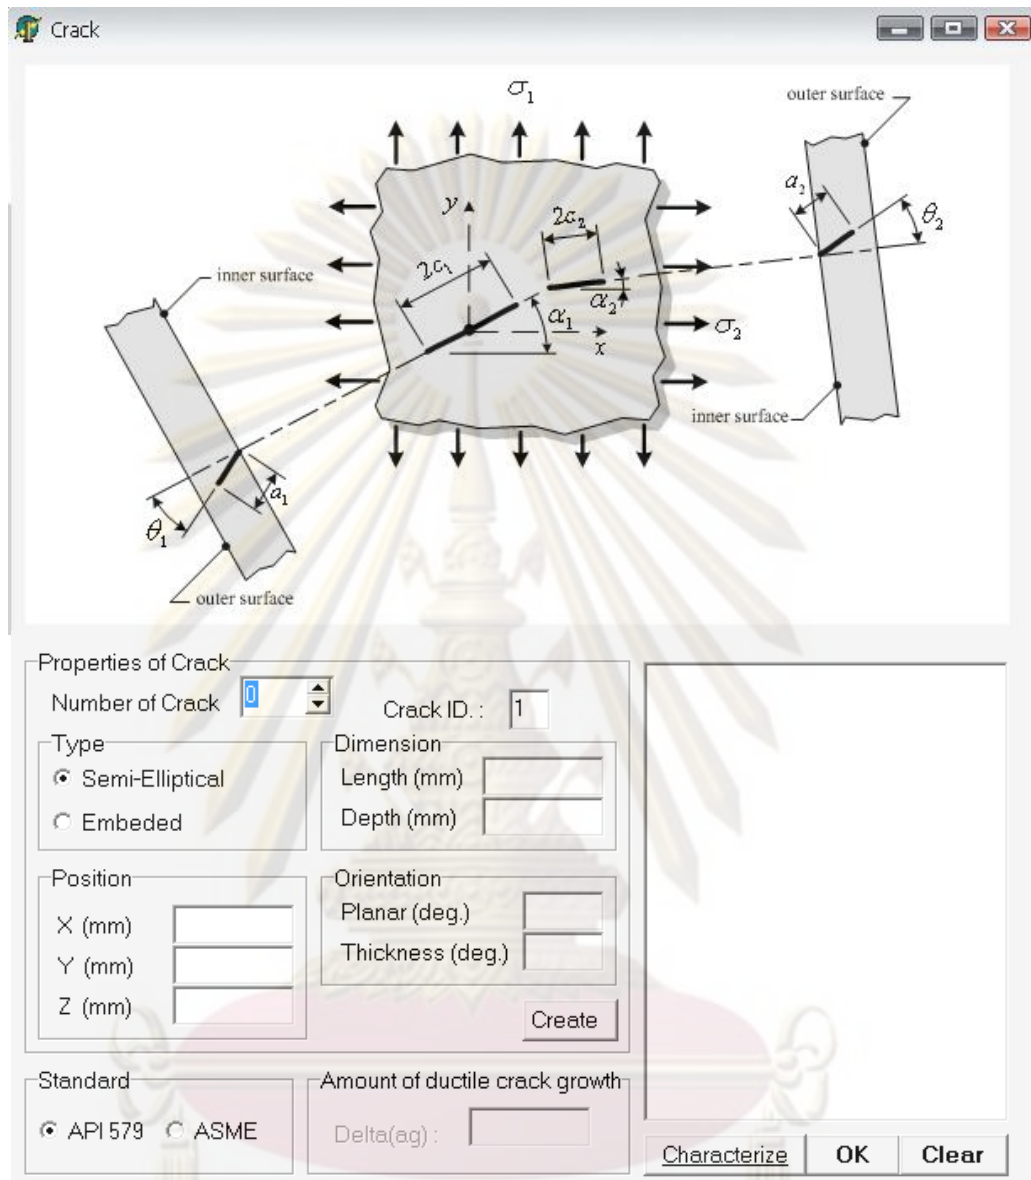 Crack
σ₁
outer surface
a₂
θ₂
y
2c₂
2c₁
inner surface
α₂
α₁
x
σ₂
inner surface
a₁
θ₁
outer surface
Properties of Crack
Number of Crack 0
Crack ID. : 1
Type
Semi-Elliptical
Embeded
Dimension
Length (mm)
Depth (mm)
Position
X (mm)
Y (mm)
Z (mm)
Orientation
Planar (deg.)
Thickness (deg.)
Create
Standard
API 579 ASME
Amount of ductile crack growth
Delta(ag) :
Characterize OK Clear